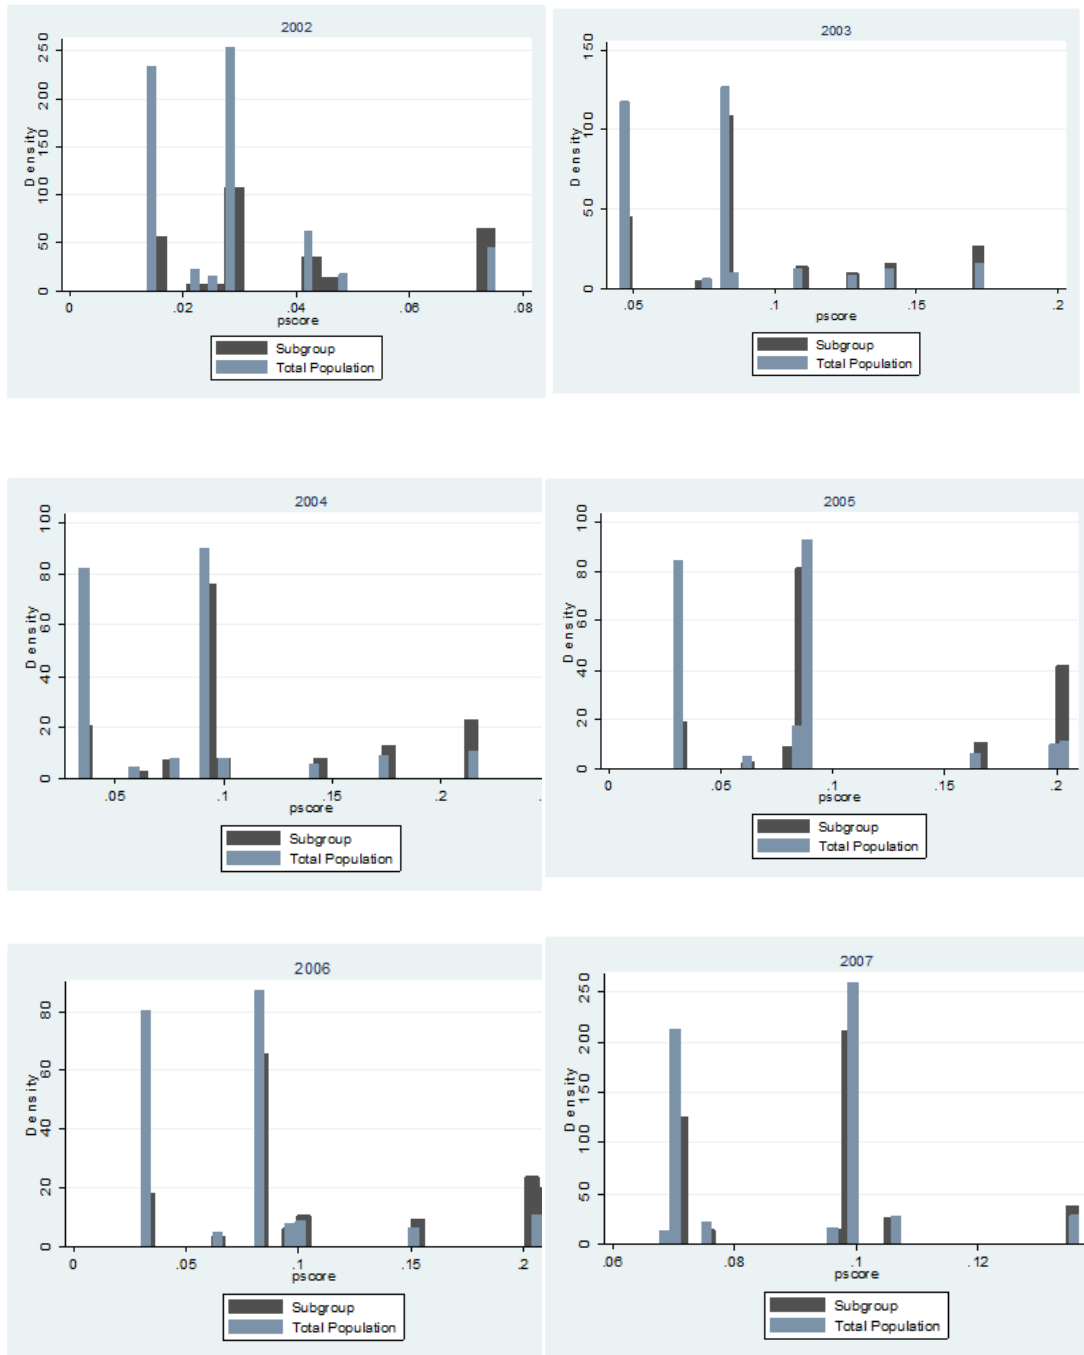 2002
Density
0 50 100 150 200 250
0 .02 .04 .06 .08
pscore
Subgroup
Total Population
2003
Density
0 50 100 150
.05 .1 .15 .2
pscore
Subgroup
Total Population
2004
Density
0 20 40 60 80 100
.05 .1 .15 .2 .
pscore
Subgroup
Total Population
2005
Density
0 20 40 60 80 100
0 .05 .1 .15 .2
pscore
Subgroup
Total Population
2006
Density
0 20 40 60 80
0 .05 .1 .15 .2
pscore
Subgroup
Total Population
2007
Density
0 50 100 150 200 250
.06 .08 .1 .12
pscore
Subgroup
Total Population